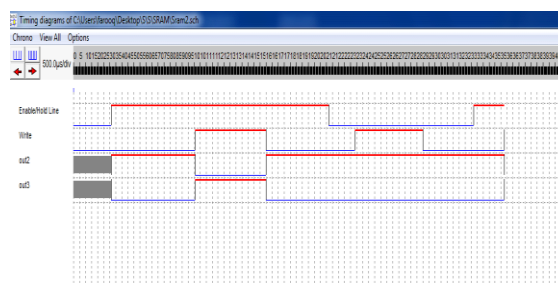 Timing diagrams of C:\Users\farooq\Desktop\S\S\SRAM\Sram2.sch
Chrono View All Options
500.0µs/div
Enable/Hold Line
Write
out2
out3